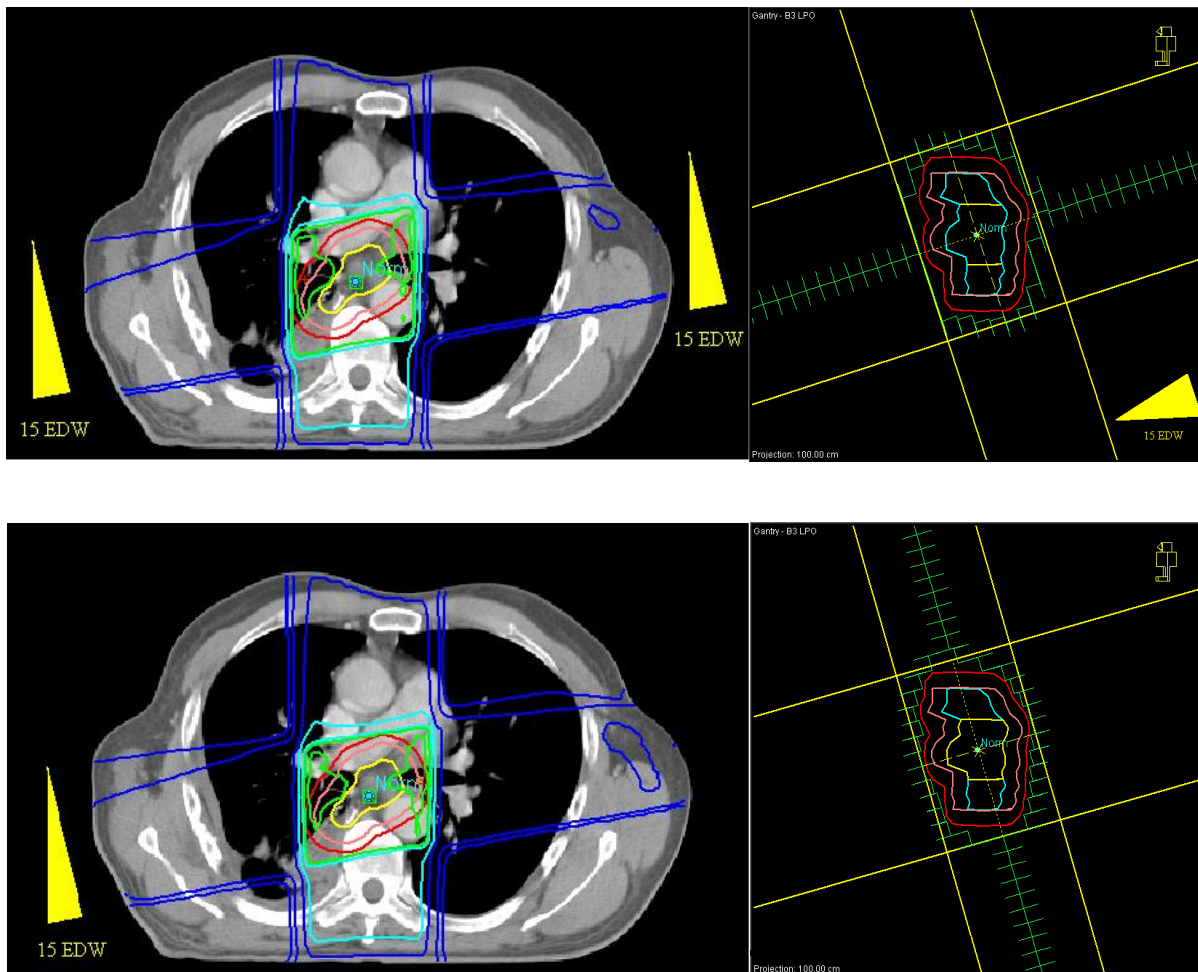 Gantry - B3 LPO
Norm
Norm
15 EDW
15 EDW
15 EDW
Projection: 100.00 cm
Gantry - B3 LPO
Norm
Norm
15 EDW
Projection: 100.00 cm